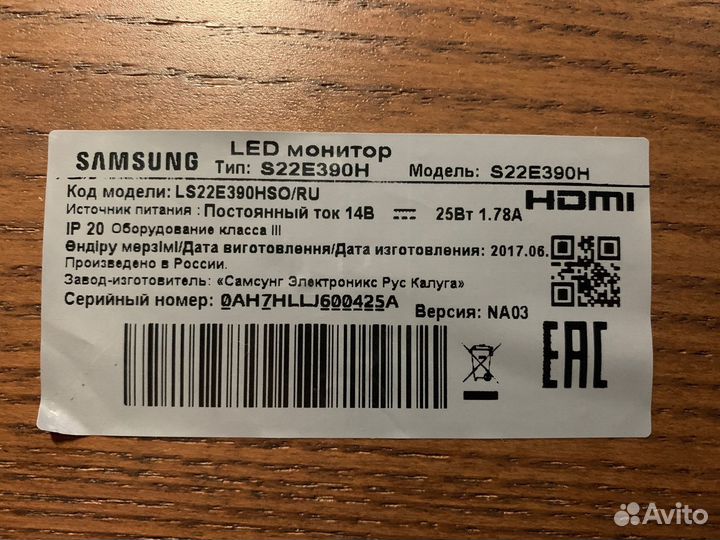 SAMSUNG LED монитор
Тип: S22E390H Модель: S22E390H
Код модели: LS22E390HSO/RU HDMI
Источник питания : Постоянный ток 14В 25Вт 1.78А
IP 20 Оборудование класса III
Өндіру мерзімі/Дата виготовлення/Дата изготовления: 2017.06.
Произведено в России.
Завод-изготовитель: «Самсунг Электроникс Рус Калуга»
Серийный номер: 0AH7HLLJ600425A
Версия: NA03
EAC
Avito